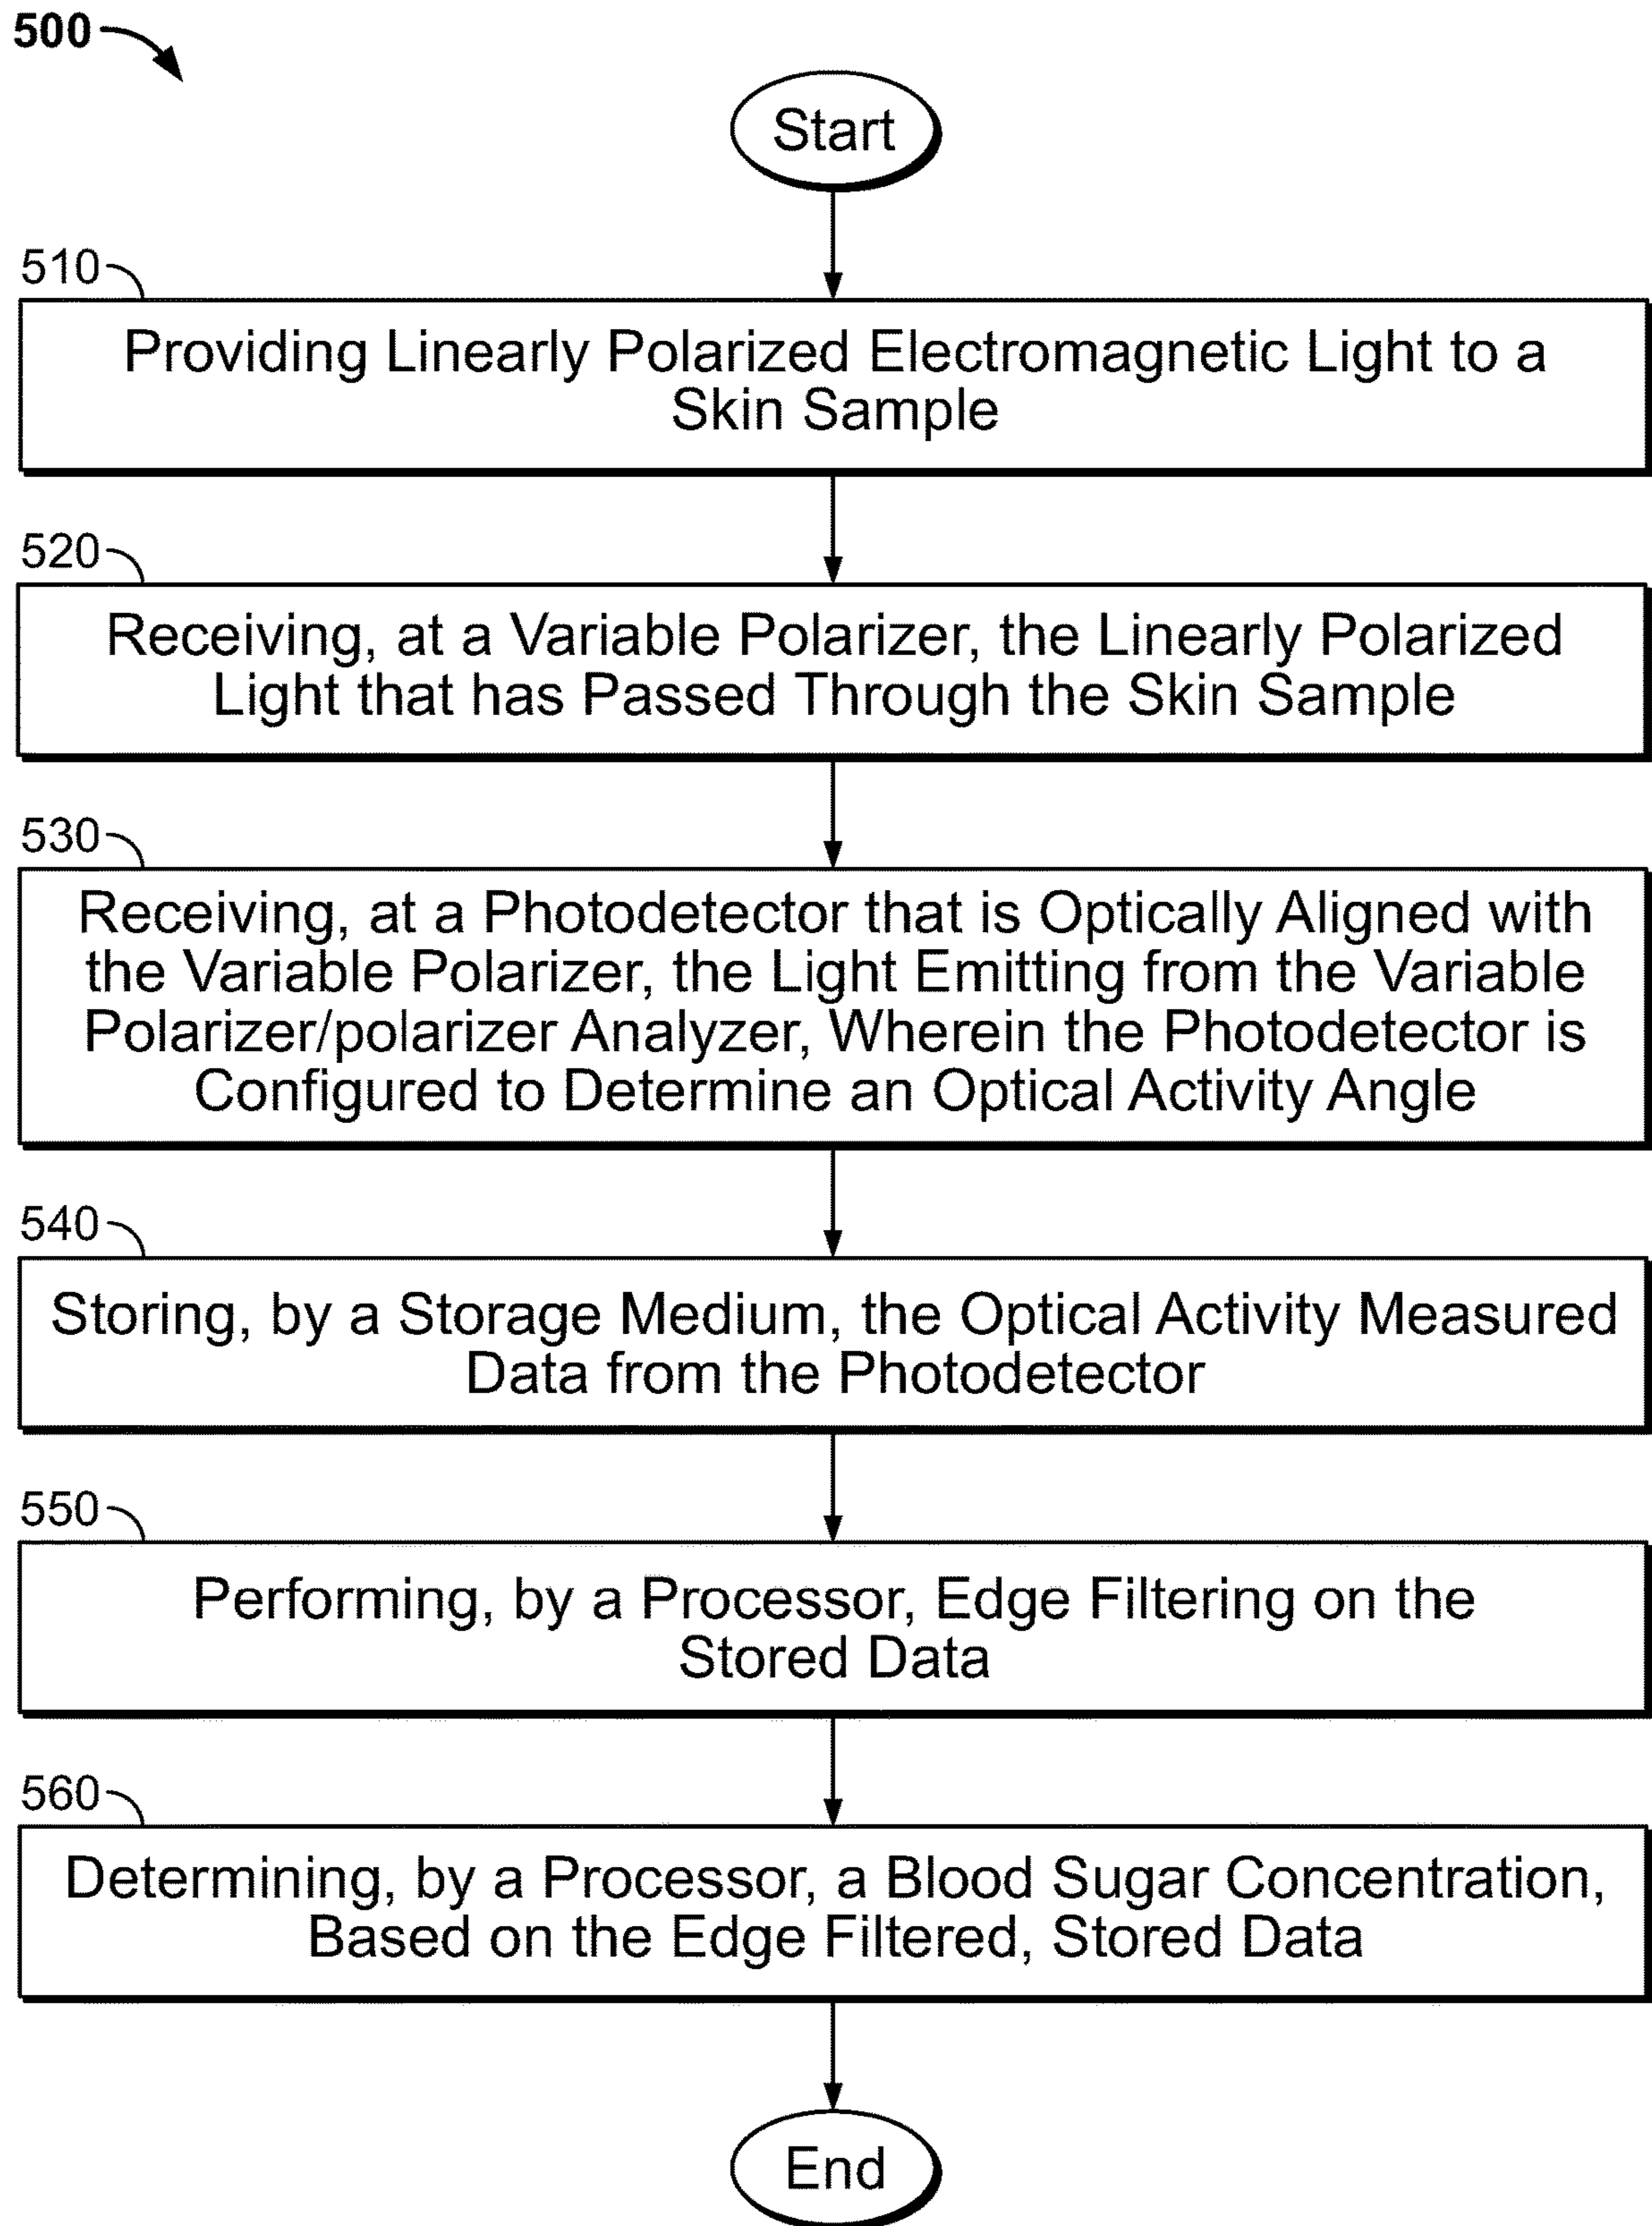 500
Start
510
Providing Linearly Polarized Electromagnetic Light to a
Skin Sample
520
Receiving, at a Variable Polarizer, the Linearly Polarized
Light that has Passed Through the Skin Sample
530
Receiving, at a Photodetector that is Optically Aligned with
the Variable Polarizer, the Light Emitting from the Variable
Polarizer/polarizer Analyzer, Wherein the Photodetector is
Configured to Determine an Optical Activity Angle
540
Storing, by a Storage Medium, the Optical Activity Measured
Data from the Photodetector
550
Performing, by a Processor, Edge Filtering on the
Stored Data
560
Determining, by a Processor, a Blood Sugar Concentration,
Based on the Edge Filtered, Stored Data
End